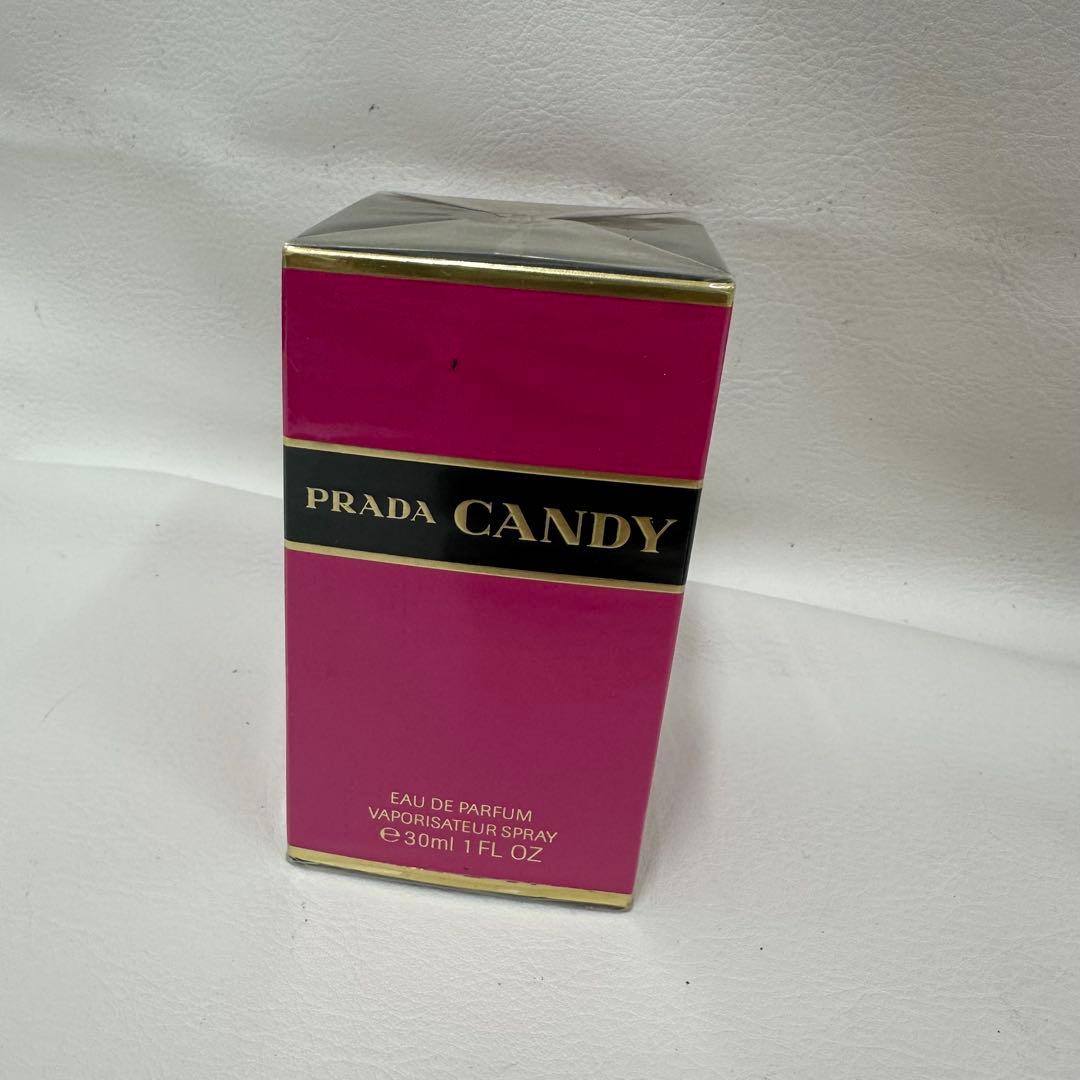 PRADA CANDY
EAU DE PARFUM
VAPORISATEUR SPRAY
℮30ml 1 FL OZ